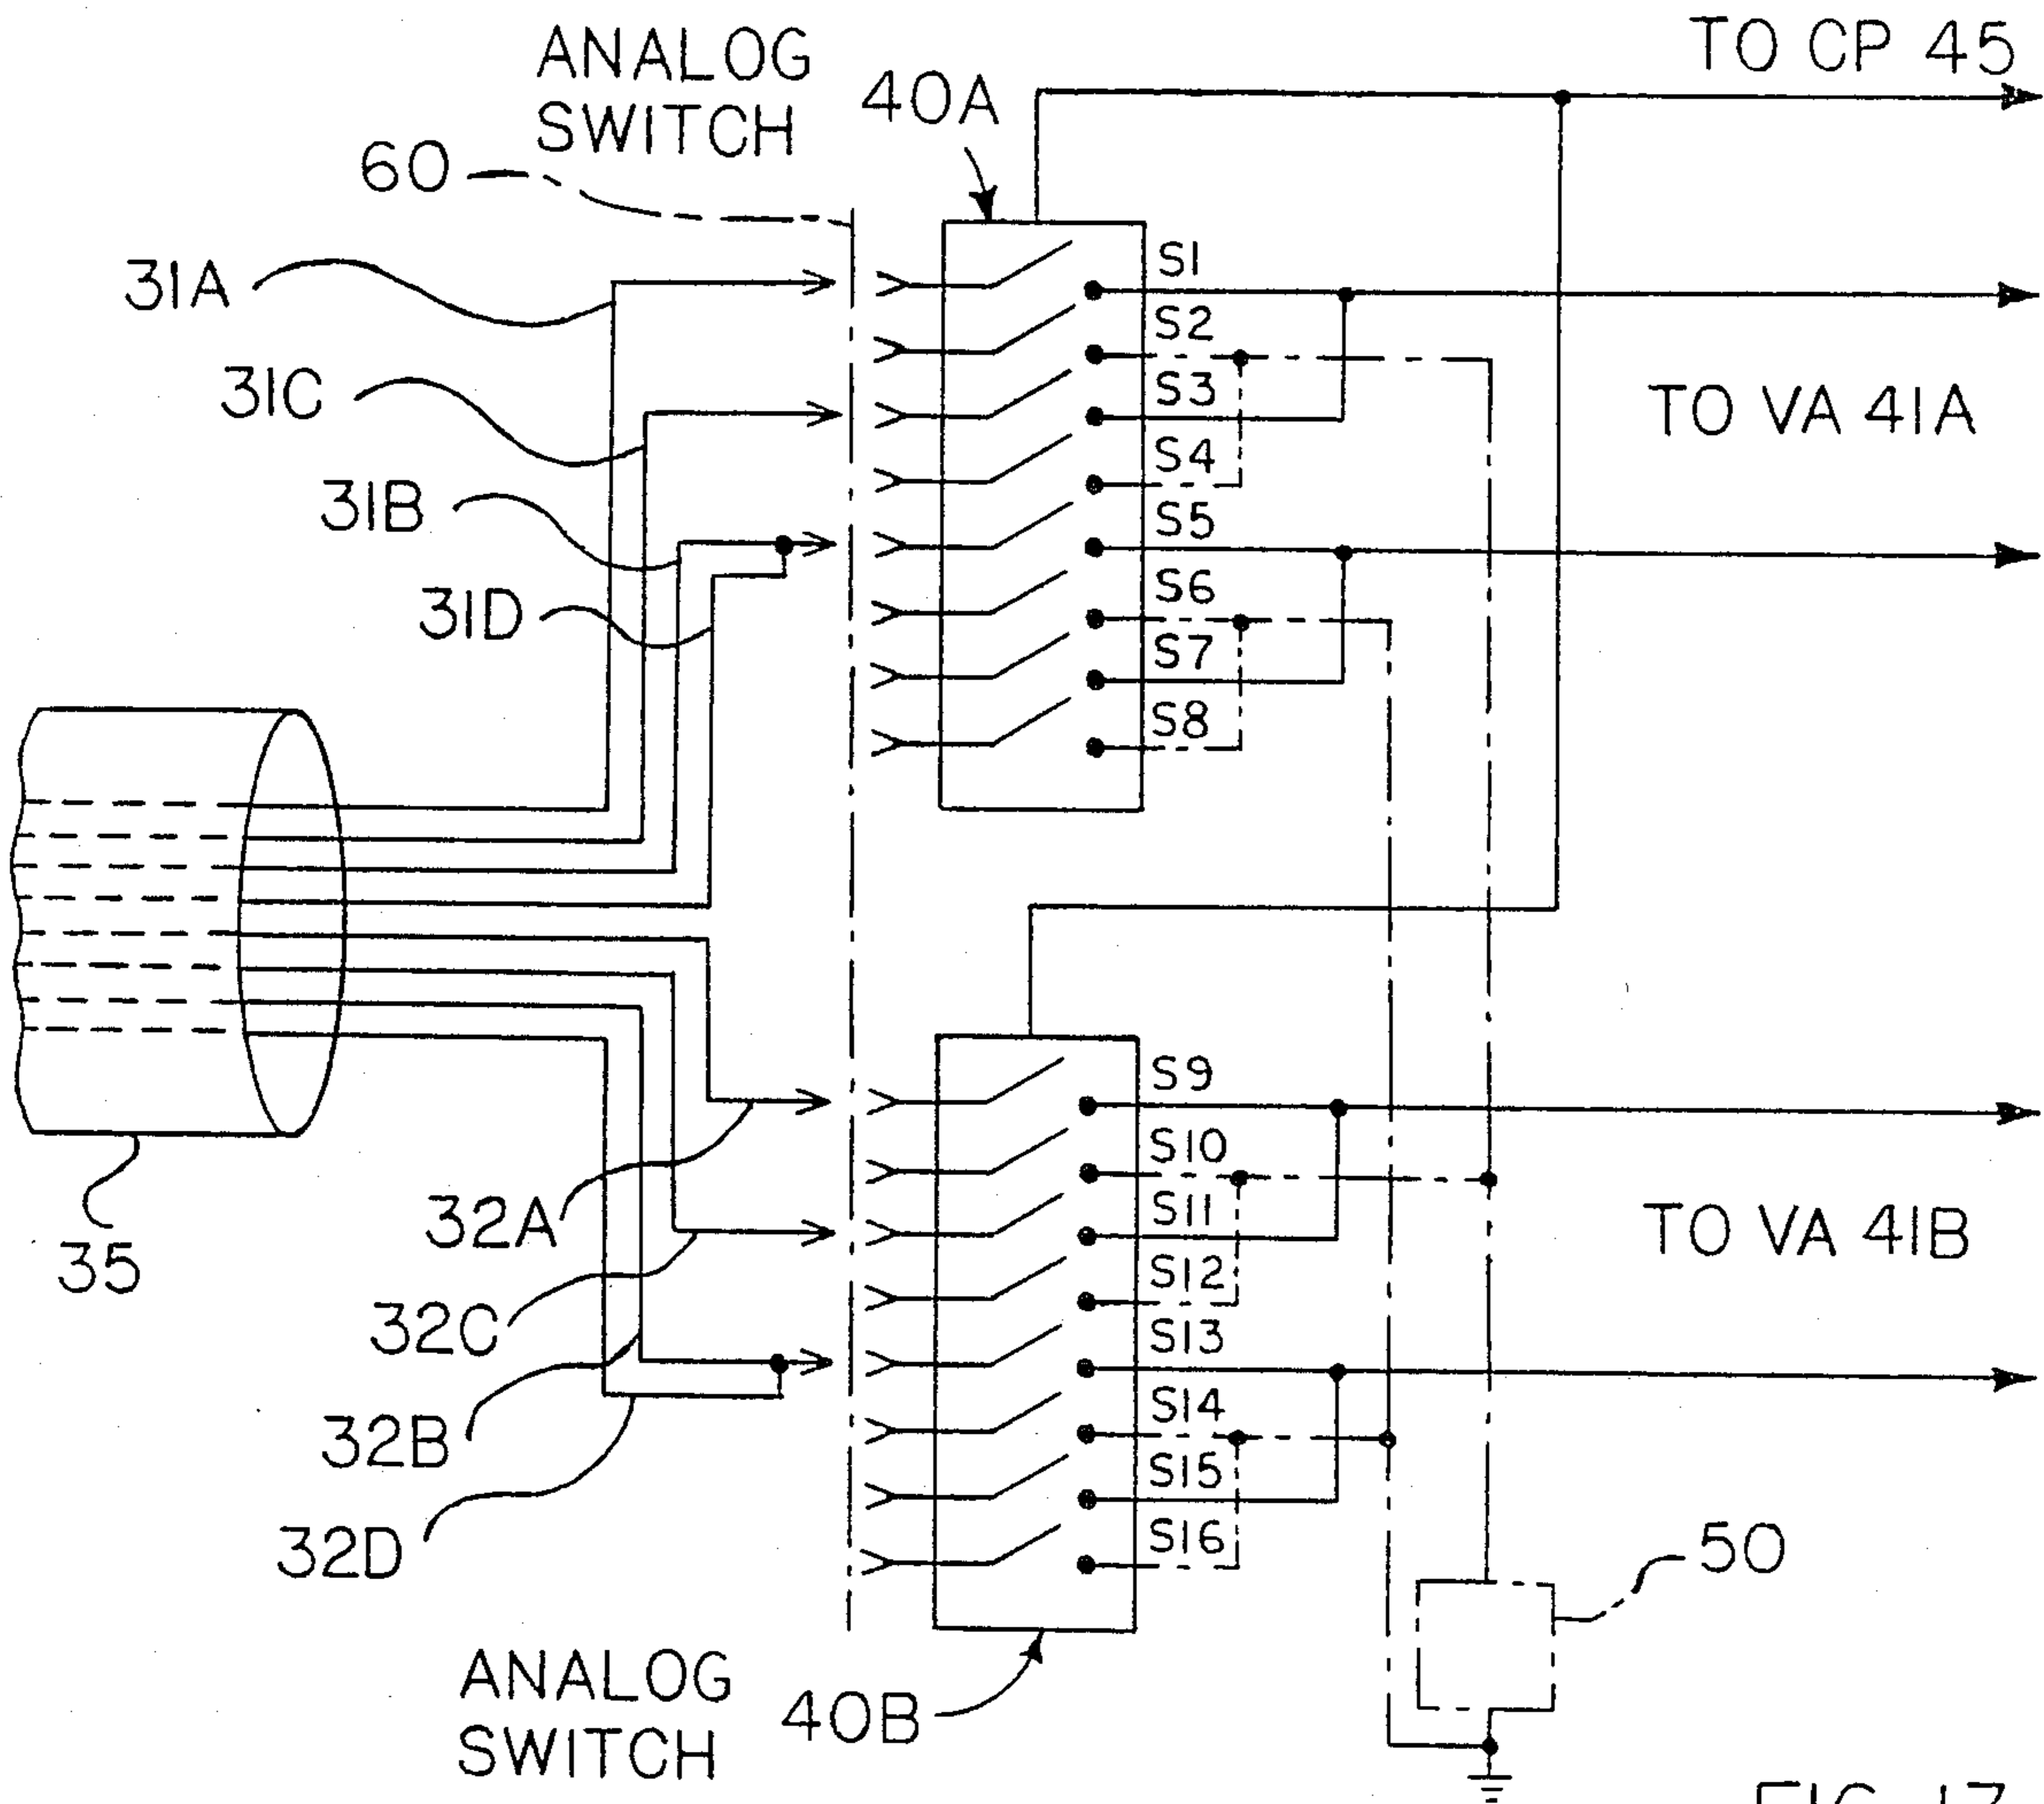 TO CP 45
ANALOG
SWITCH
40A
60
31A
S1
S2
31C
S3
TO VA 41A
S4
31B
S5
31D
S6
S7
S8
S9
S10
32A
S11
TO VA 41B
35
S12
32C
S13
S14
32B
S15
32D
S16
50
ANALOG
SWITCH
40B
FIG. 17